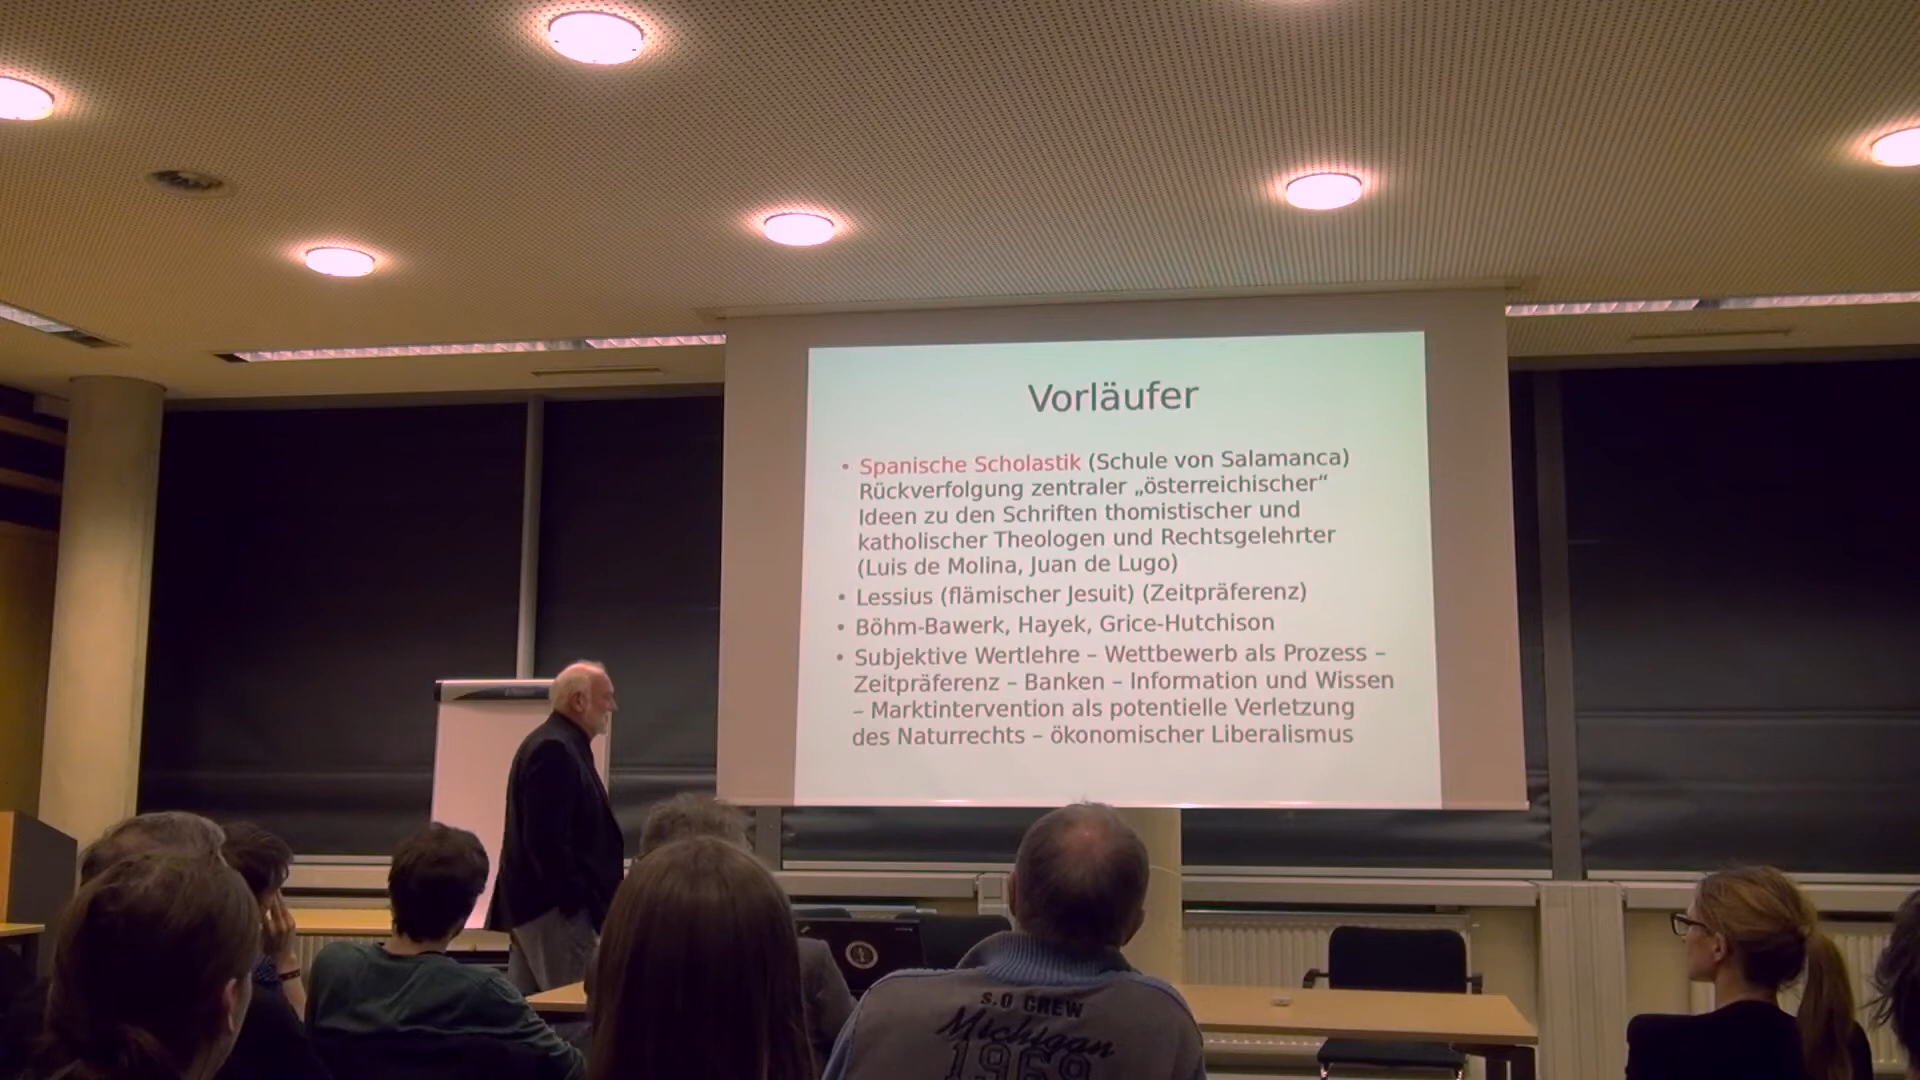 Vorläufer
• Spanische Scholastik (Schule von Salamanca)
Rückverfolgung zentraler „österreichischer“
Ideen zu den Schriften thomistischer und
katholischer Theologen und Rechtsgelehrter
(Luis de Molina, Juan de Lugo)
• Lessius (flämischer Jesuit) (Zeitpräferenz)
• Böhm-Bawerk, Hayek, Grice-Hutchison
• Subjektive Wertlehre – Wettbewerb als Prozess –
Zeitpräferenz – Banken – Information und Wissen
– Marktintervention als potentielle Verletzung
des Naturrechts – ökonomischer Liberalismus
S.O CREW
Michigan
1969